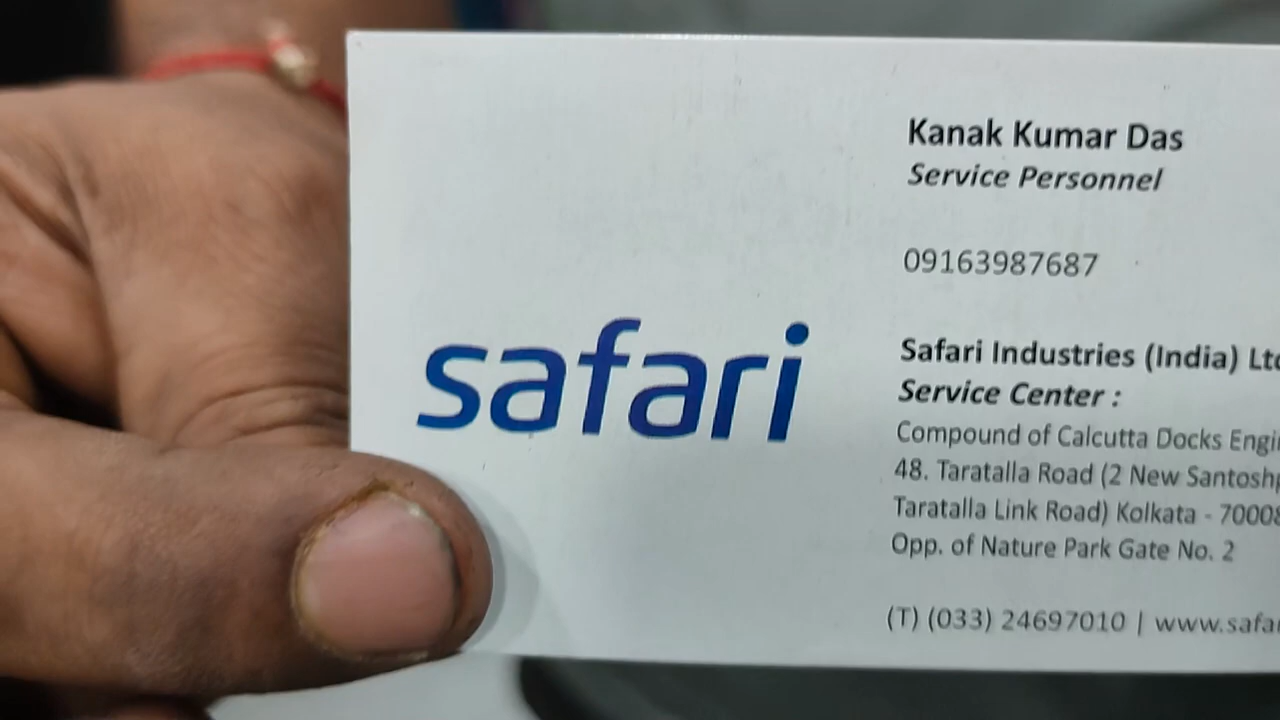 Kanak Kumar Das
Service Personnel
09163987687
safari
Safari Industries (India)
Service Center :
Compound of Calcutta Docks
48. Taratalla Road (2 New
Taratalla Link Road) Kolkata -
Opp. of Nature Park Gate No. 2
(T) (033) 24697010 |